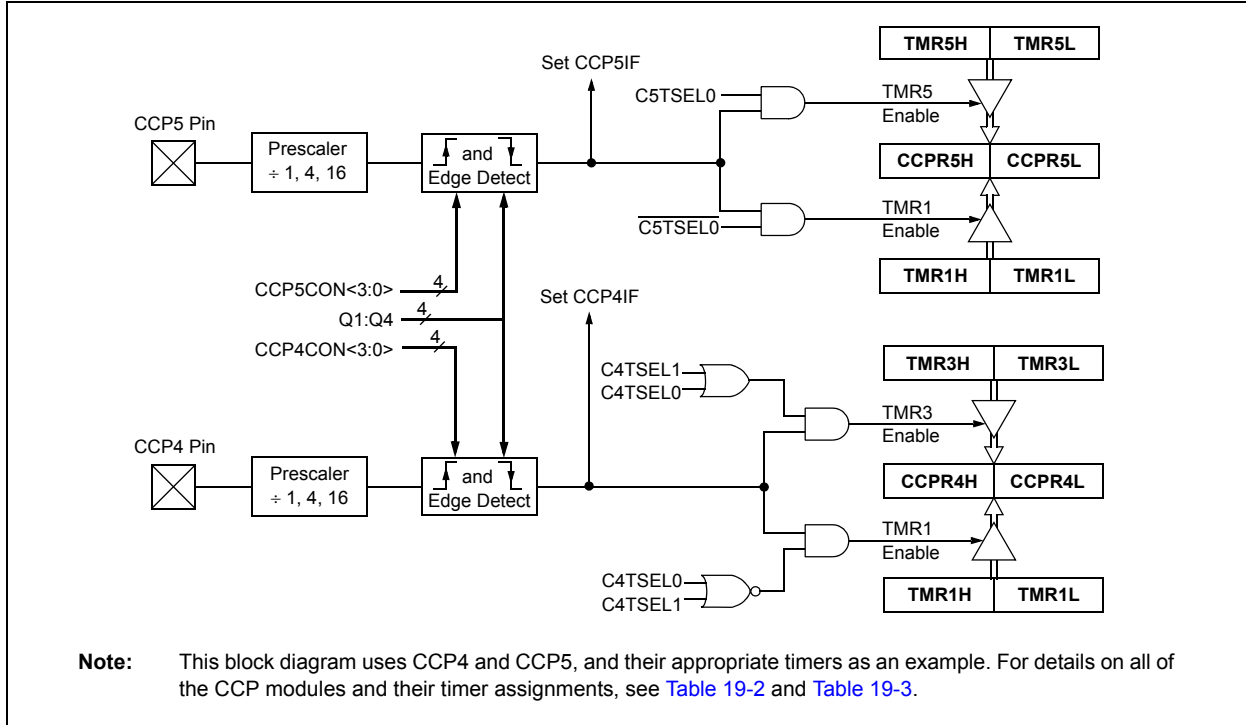 TMR5H TMR5L
Set CCP5IF
C5TSEL0
TMR5
Enable
CCP5 Pin
Prescaler
÷ 1, 4, 16
and
Edge Detect
CCPR5H CCPR5L
C5TSEL0
TMR1
Enable
TMR1H TMR1L
CCP5CON<3:0> 4
Q1:Q4 4
CCP4CON<3:0> 4
Set CCP4IF
TMR3H TMR3L
C4TSEL1
C4TSEL0
TMR3
Enable
CCP4 Pin
Prescaler
÷ 1, 4, 16
and
Edge Detect
CCPR4H CCPR4L
TMR1
Enable
C4TSEL0
C4TSEL1
TMR1H TMR1L
Note: This block diagram uses CCP4 and CCP5, and their appropriate timers as an example. For details on all of
the CCP modules and their timer assignments, see Table 19-2 and Table 19-3.